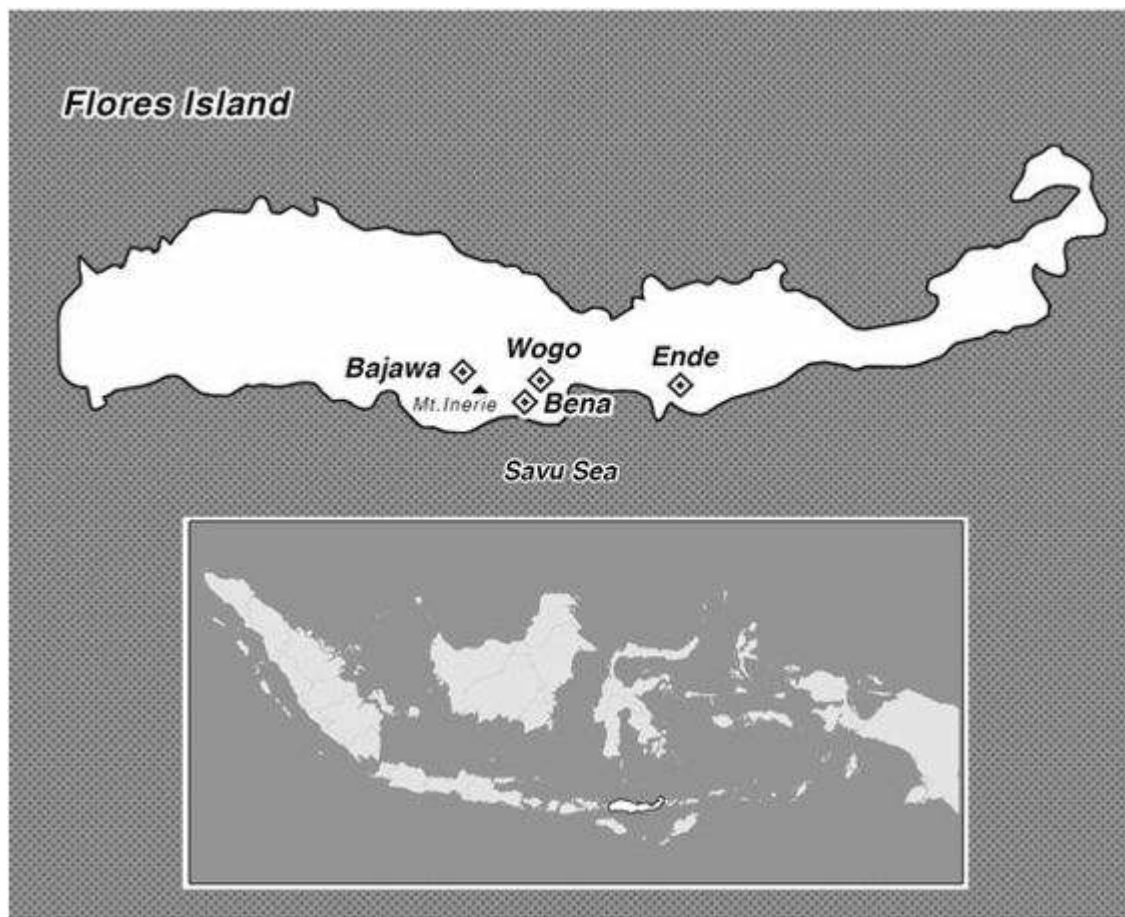 Flores Island
Wogo
Ende
Bajawa
Mt.Inerie
Bena
Savu Sea